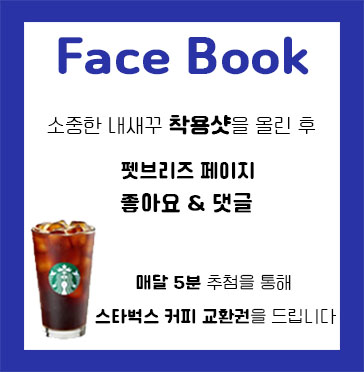 Face Book
소중한 내새꾸 착용샷을 올린 후
펫브리즈 페이지
좋아요 & 댓글
매달 5분 추첨을 통해
스타벅스 커피 교환권을 드립니다